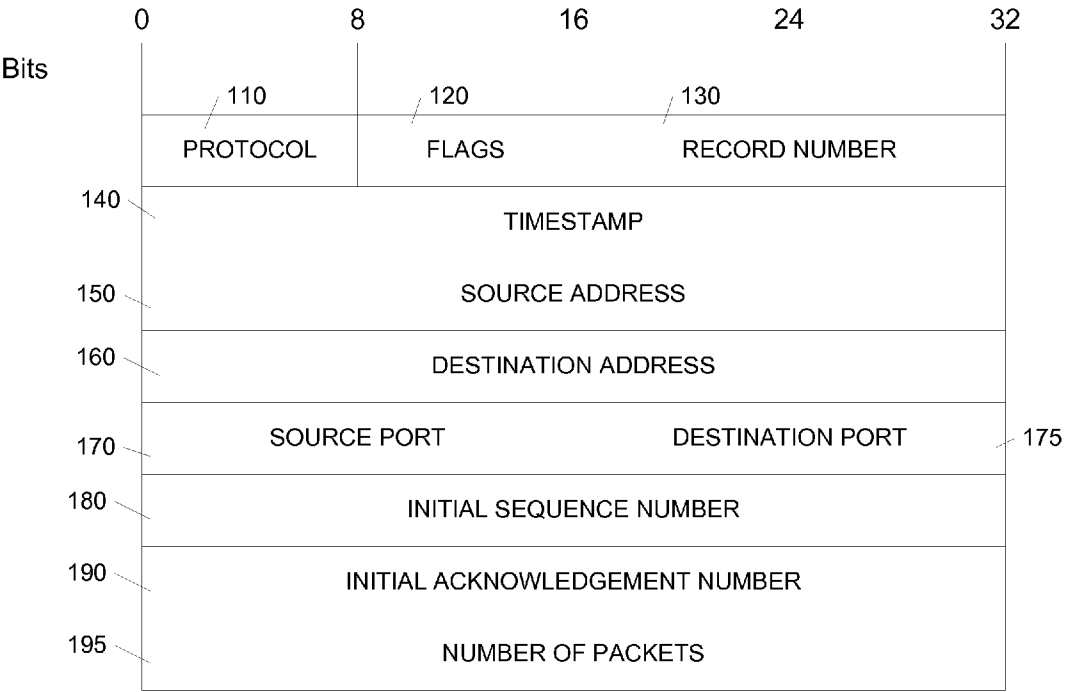 0 8 16 24 32
Bits
110 120 130
PROTOCOL FLAGS RECORD NUMBER
140
TIMESTAMP
150 SOURCE ADDRESS
160 DESTINATION ADDRESS
170 SOURCE PORT DESTINATION PORT 175
180 INITIAL SEQUENCE NUMBER
190 INITIAL ACKNOWLEDGEMENT NUMBER
195 NUMBER OF PACKETS